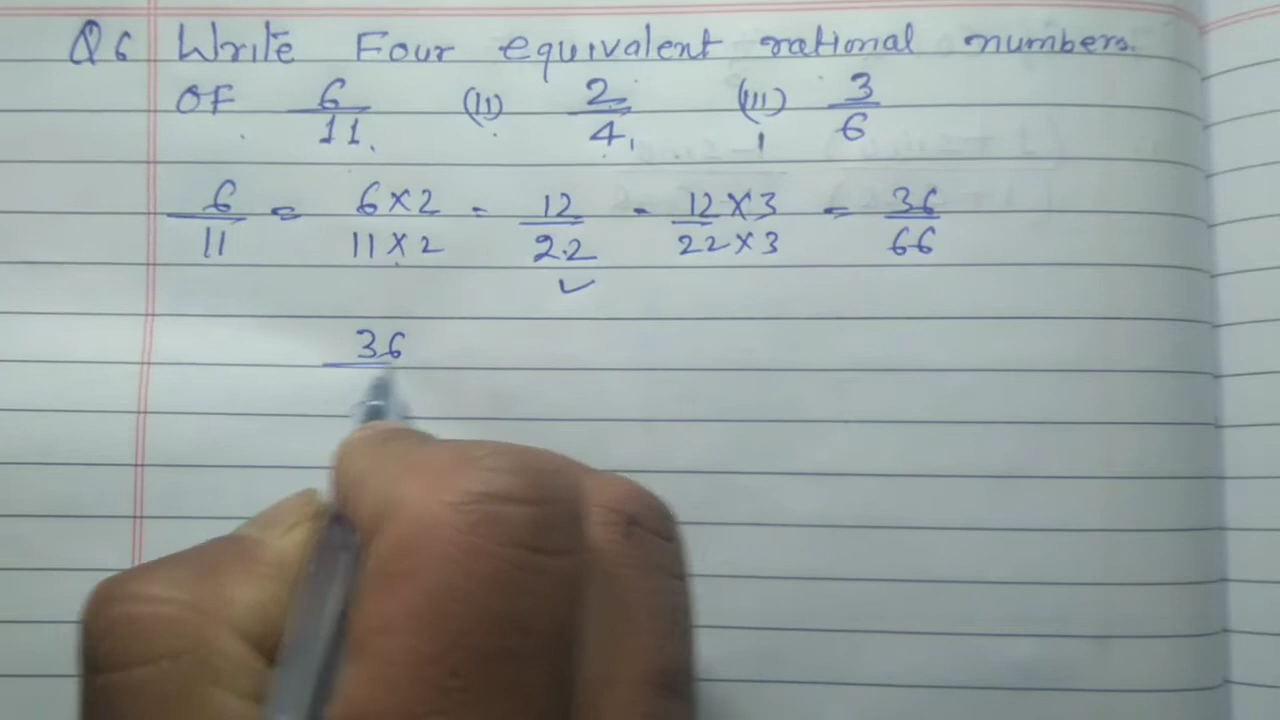 Q6 Write Four equivalent rational numbers.
OF 6/11. (II) 2/4, (III) 3/6
6/11 = 6×2/11×2 - 12/22 - 12×3/22×3 = 36/66
36